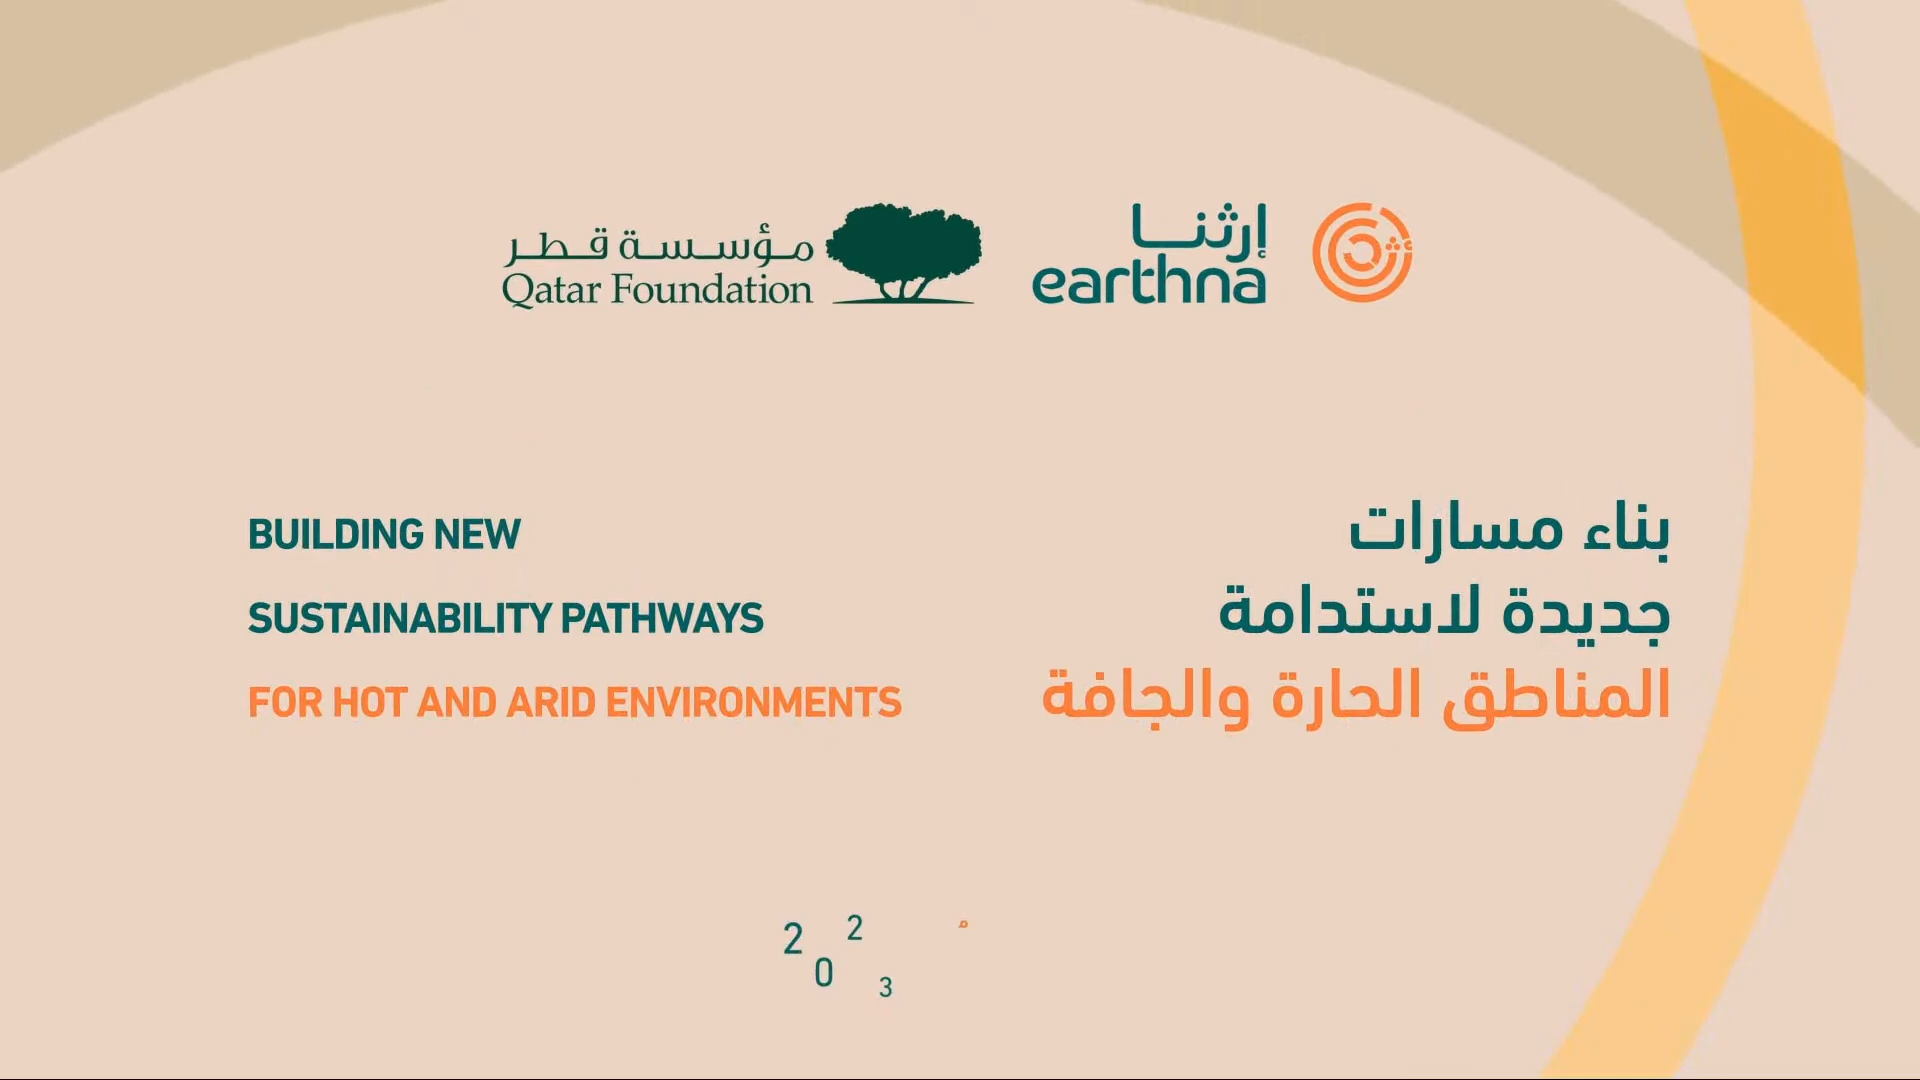 مؤسسة قطر
Qatar Foundation
إرثنا
earthna
BUILDING NEW
SUSTAINABILITY PATHWAYS
FOR HOT AND ARID ENVIRONMENTS
بناء مسارات
جديدة لاستدامة
المناطق الحارة والجافة
2023
م